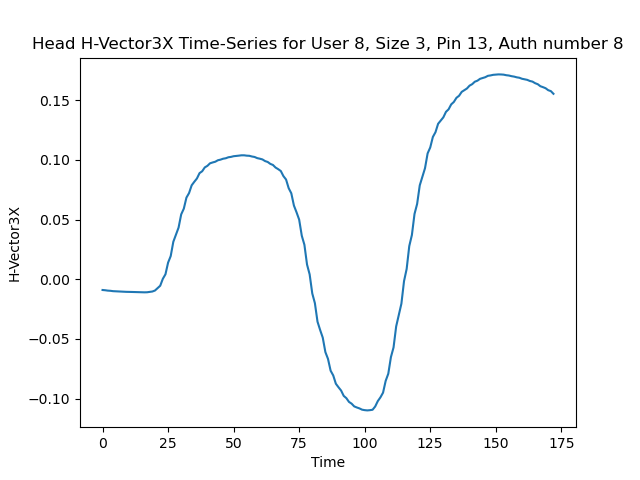 Head H-Vector3X Time-Series for User 8, Size 3, Pin 13, Auth number 8
H-Vector3X
0.15
0.10
0.05
0.00
−0.05
−0.10
0 25 50 75 100 125 150 175
Time